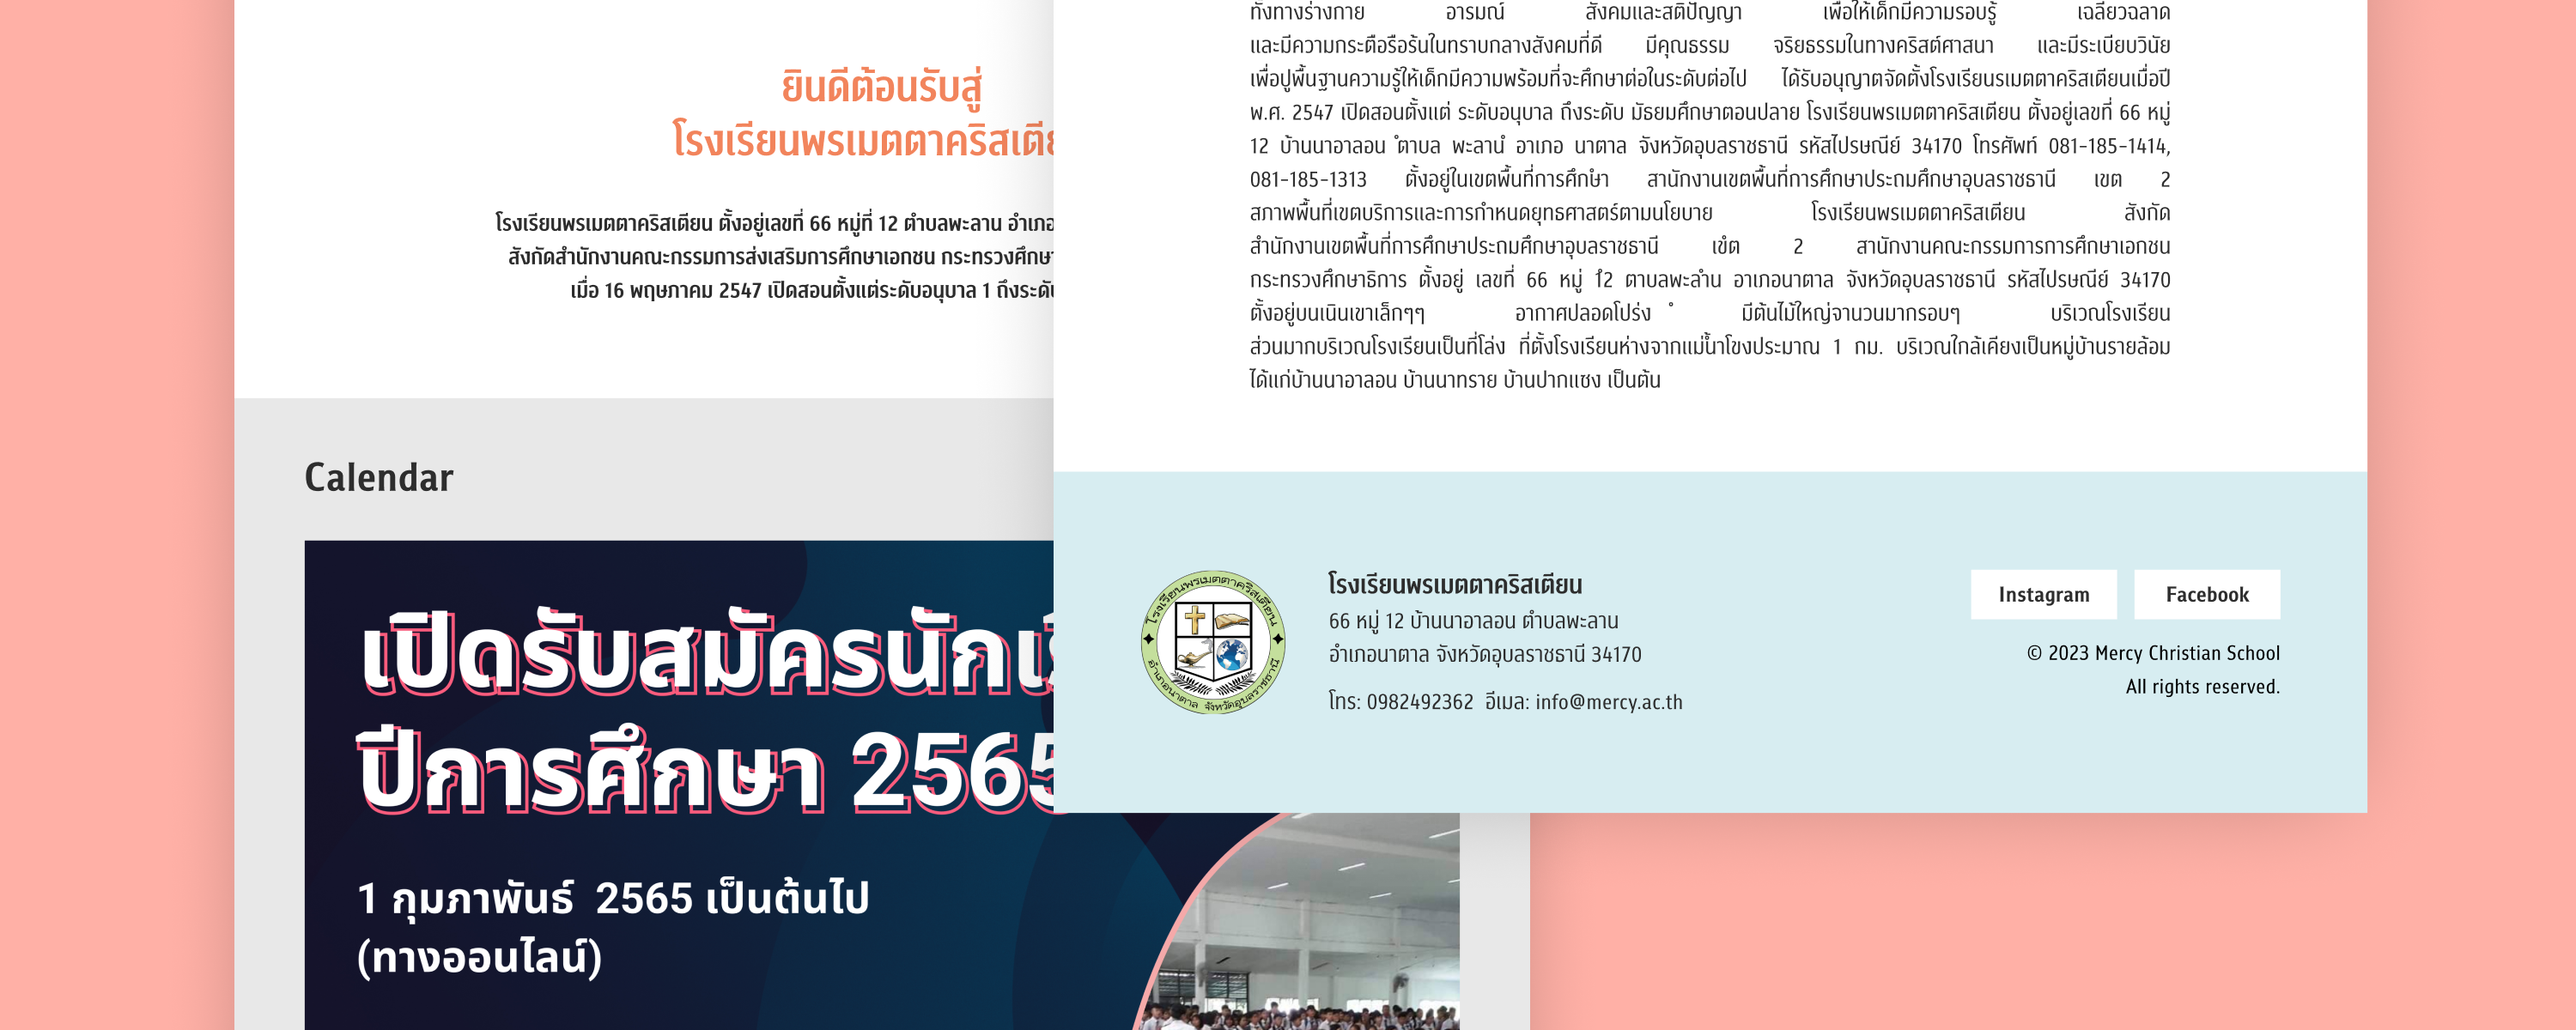 ยินดีต้อนรับสู่
โรงเรียนพรเมตตาคริสเตีย
โรงเรียนพรเมตตาคริสเตียน ตั้งอยู่เลขที่ 66 หมู่ที่ 12 ตำบลพะลาน อำเภอ
สังกัดสำนักงานคณะกรรมการส่งเสริมการศึกษาเอกชน กระทรวงศึกษา
เมื่อ 16 พฤษภาคม 2547 เปิดสอนตั้งแต่ระดับอนุบาล 1 ถึงระดับ
Calendar
เปิดรับสมัครนักเรี
ปีการศึกษา 2565
1 กุมภาพันธ์ 2565 เป็นต้นไป
(ทางออนไลน์)
ทั้งทางร่างกาย อารมณ์ สังคมและสติปัญญา เพื่อให้เด็กมีความรอบรู้ เฉลียวฉลาด
และมีความกระตือรือร้นในทราบกลางสังคมที่ดี มีคุณธรรม จริยธรรมในทางคริสต์ศาสนา และมีระเบียบวินัย
เพื่อปูพื้นฐานความรู้ให้เด็กมีความพร้อมที่จะศึกษาต่อในระดับต่อไป ได้รับอนุญาตจัดตั้งโรงเรียนรเมตตาคริสเตียนเมื่อปี
พ.ศ. 2547 เปิดสอนตั้งแต่ ระดับอนุบาล ถึงระดับ มัธยมศึกษาตอนปลาย โรงเรียนพรเมตตาคริสเตียน ตั้งอยู่เลขที่ 66 หมู่
12 บ้านนาอาลอน ํตาบล พะลานํ อาเภอ นาตาล จังหวัดอุบลราชธานี รหัสไปรษณีย์ 34170 โทรศัพท์ 081-185-1414,
081-185-1313 ตั้งอยู่ในเขตพื้นที่การศึกษํา สานักงานเขตพื้นที่การศึกษาประถมศึกษาอุบลราชธานี เขต 2
สภาพพื้นที่เขตบริการและการกำหนดยุทธศาสตร์ตามนโยบาย โรงเรียนพรเมตตาคริสเตียน สังกัด
สำนักงานเขตพื้นที่การศึกษาประถมศึกษาอุบลราชธานี เขํต 2 สานักงานคณะกรรมการการศึกษาเอกชน
กระทรวงศึกษาธิการ ตั้งอยู่ เลขที่ 66 หมู่ 1ํ2 ตาบลพะลําน อาเภอนาตาล จังหวัดอุบลราชธานี รหัสไปรษณีย์ 34170
ตั้งอยู่บนเนินเขาเล็กๆๆ อากาศปลอดโปร่ง ํ มีต้นไม้ใหญ่จานวนมากรอบๆ บริเวณโรงเรียน
ส่วนมากบริเวณโรงเรียนเป็นที่โล่ง ที่ตั้งโรงเรียนห่างจากแม่น้ำโขงประมาณ 1 กม. บริเวณใกล้เคียงเป็นหมู่บ้านรายล้อม
ได้แก่บ้านนาอาลอน บ้านนาทราย บ้านปากแซง เป็นต้น
โรงเรียนพรเมตตาคริสเตียน
อำเภอนาตาล จังหวัดอุบลราชธานี
โรงเรียนพรเมตตาคริสเตียน
66 หมู่ 12 บ้านนาอาลอน ตำบลพะลาน
อำเภอนาตาล จังหวัดอุบลราชธานี 34170
โทร: 0982492362 อีเมล: info@mercy.ac.th
Instagram Facebook
© 2023 Mercy Christian School
All rights reserved.